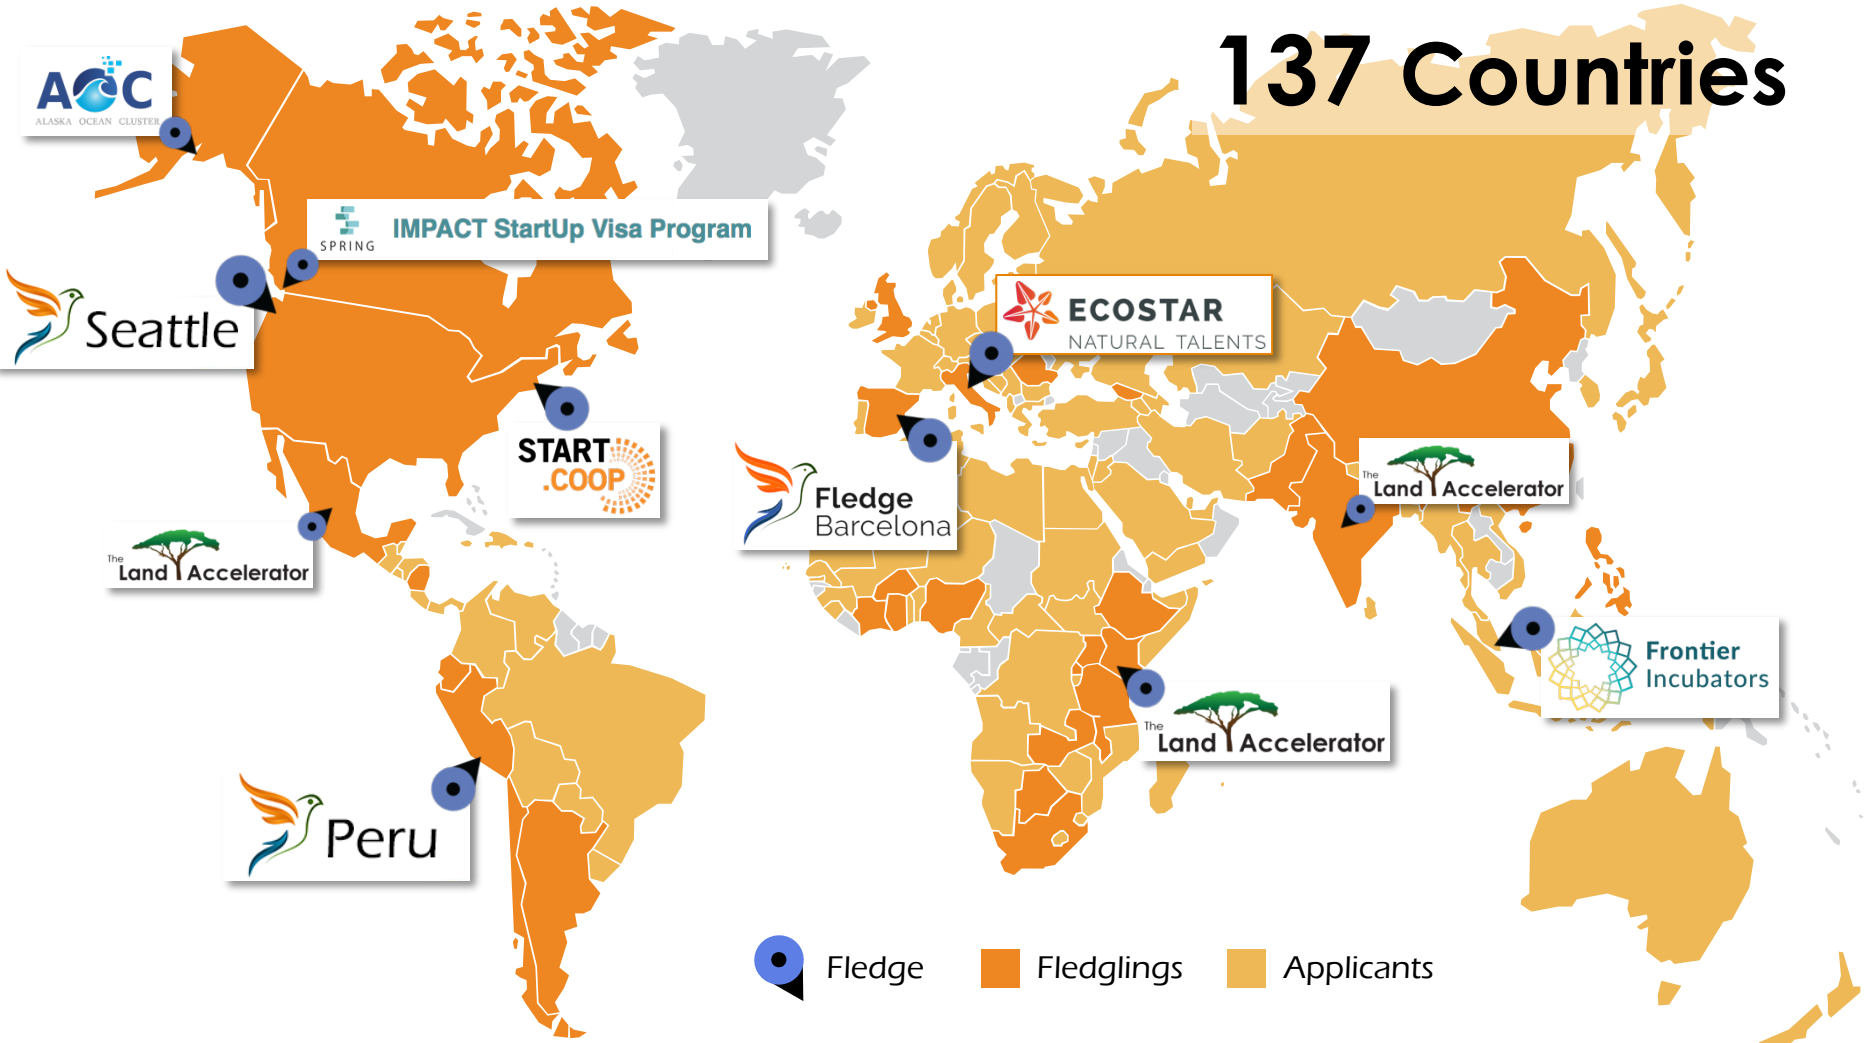 137 Countries
AOC
ALASKA OCEAN CLUSTER
SPRING
IMPACT StartUp Visa Program
Seattle
ECOSTAR
NATURAL TALENTS
START
.COOP
Fledge
Barcelona
The
Land Accelerator
The
Land Accelerator
Frontier
Incubators
The
Land Accelerator
Peru
Fledge
Fledglings
Applicants